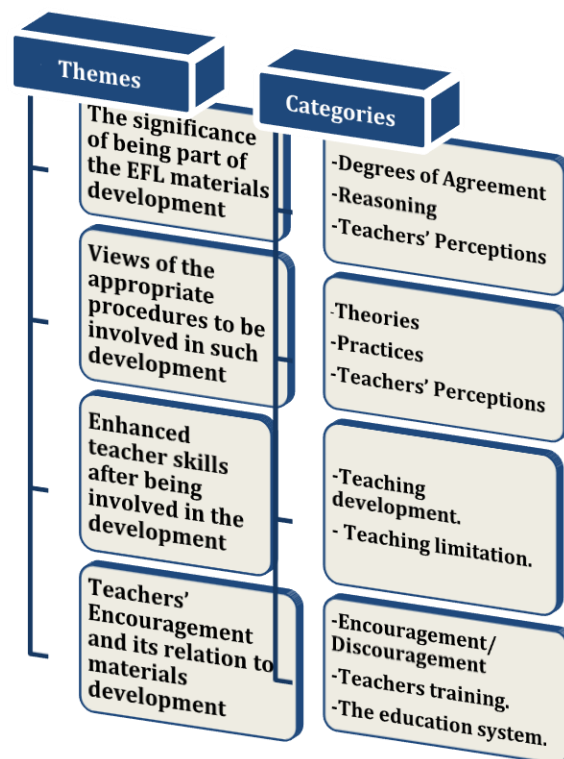 Themes
The significance
of being part of
the EFL materials
development
Views of the
appropriate
procedures to be
involved in such
development
Enhanced
teacher skills
after being
involved in the
development
Teachers'
Encouragement
and its relation to
materials
development
Categories
-Degrees of Agreement
-Reasoning
-Teachers' Perceptions
-Theories
-Practices
-Teachers' Perceptions
-Teaching
development.
- Teaching limitation.
-Encouragement/
Discouragement
-Teachers training.
-The education system.